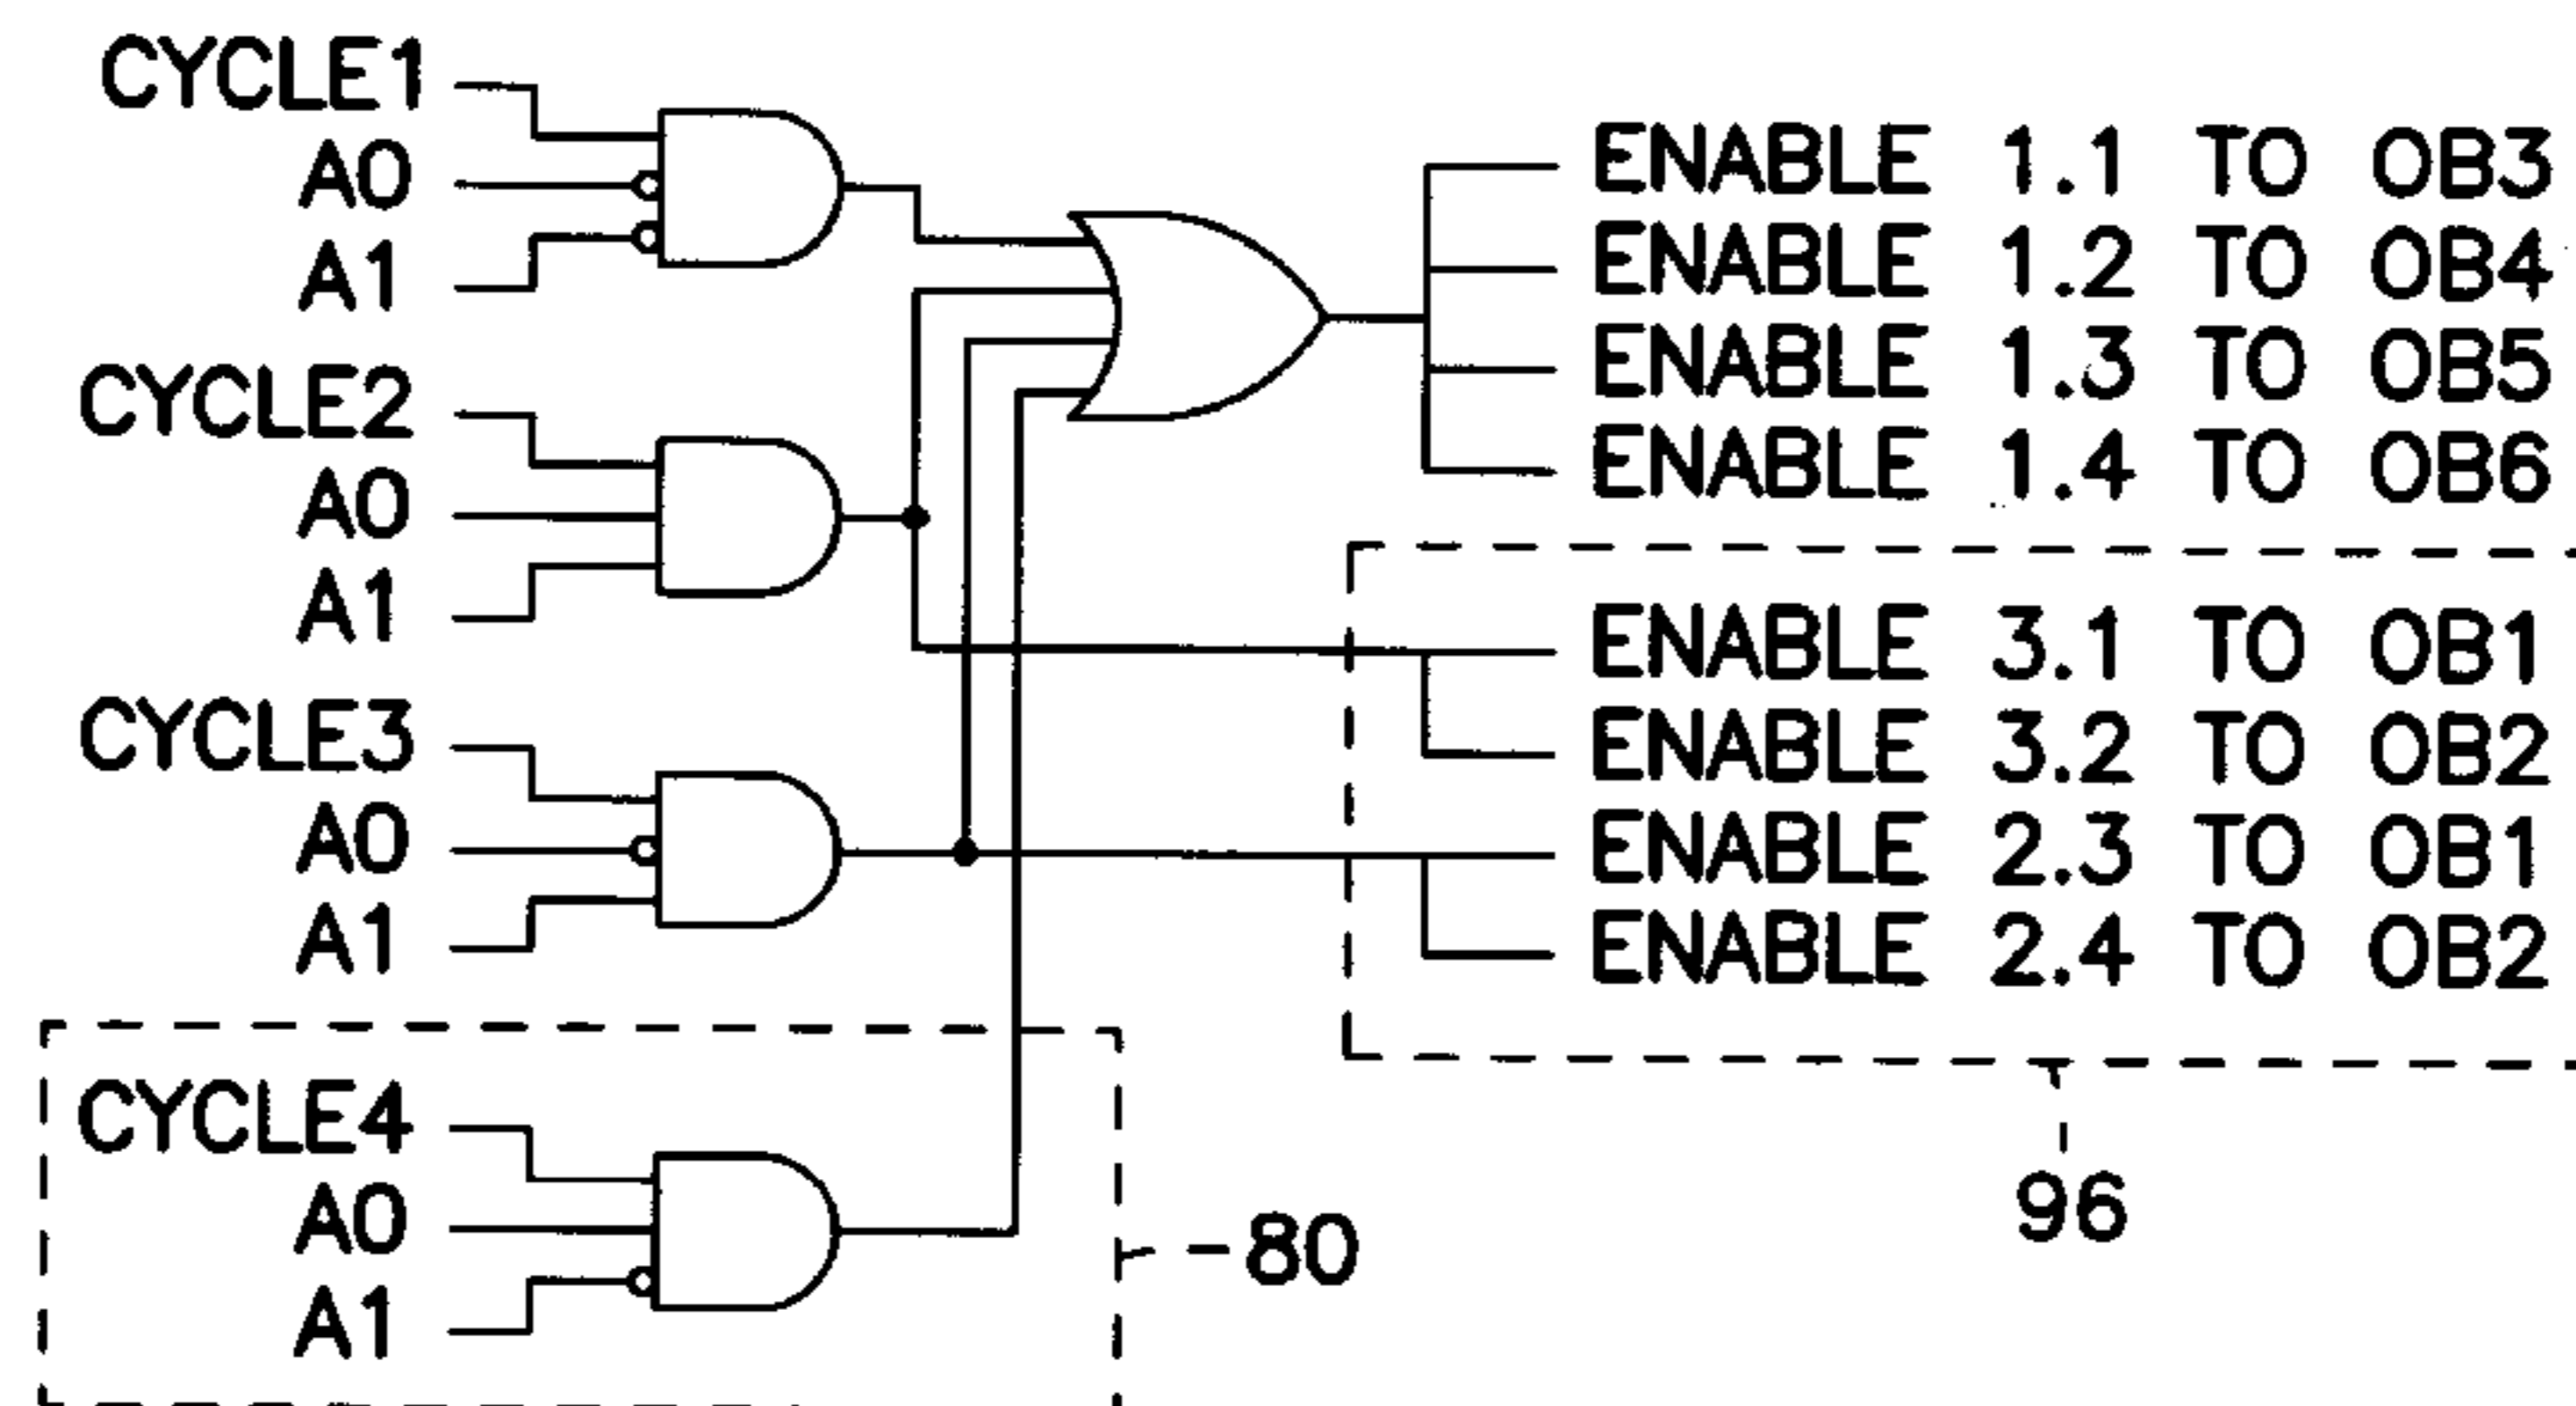 CYCLE1
A0
A1
CYCLE2
A0
A1
CYCLE3
A0
A1
CYCLE4
A0
A1
-80
ENABLE 1.1 TO OB3
ENABLE 1.2 TO OB4
ENABLE 1.3 TO OB5
ENABLE 1.4 TO OB6
ENABLE 3.1 TO OB1
ENABLE 3.2 TO OB2
ENABLE 2.3 TO OB1
ENABLE 2.4 TO OB2
96